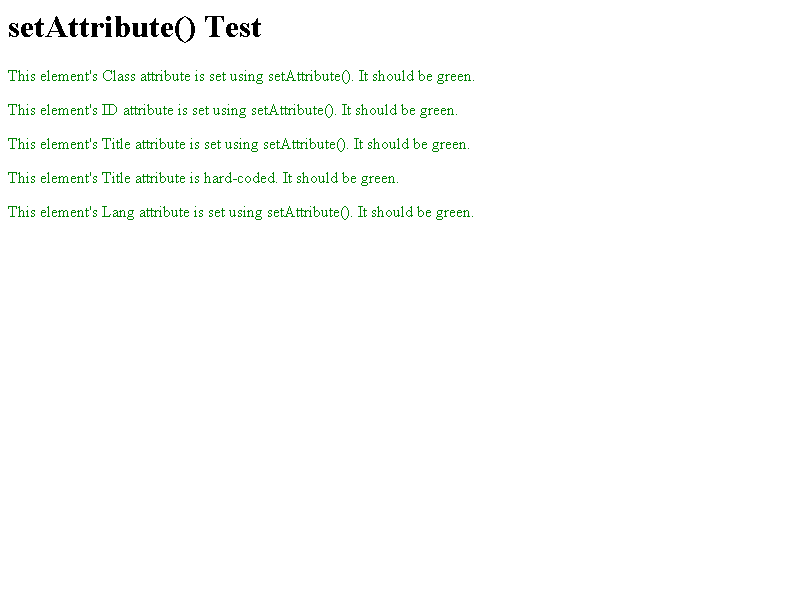 setAttribute() Test
This element's Class attribute is set using setAttribute(). It should be green.
This element's ID attribute is set using setAttribute(). It should be green.
This element's Title attribute is set using setAttribute(). It should be green.
This element's Title attribute is hard-coded. It should be green.
This element's Lang attribute is set using setAttribute(). It should be green.